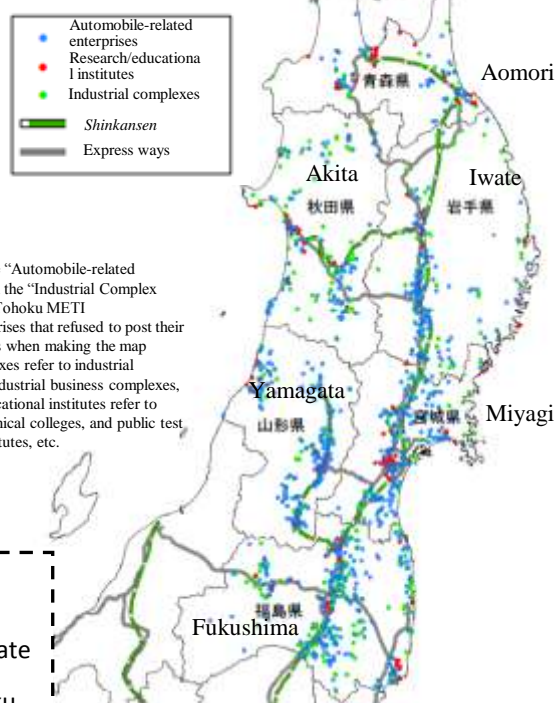 Automobile-related
enterprises
Research/educationa
l institutes
Industrial complexes
Shinkansen
Express ways
Aomori
青森県
Akita
秋田県
Iwate
岩手県
“Automobile-related
the “Industrial Complex
Tohoku METI
rises that refused to post their
s when making the map
xes refer to industrial
dustrial business complexes,
cational institutes refer to
nical colleges, and public test
tutes, etc.
Yamagata
山形県
宮城県
Miyagi
福島県
Fukushima
ate